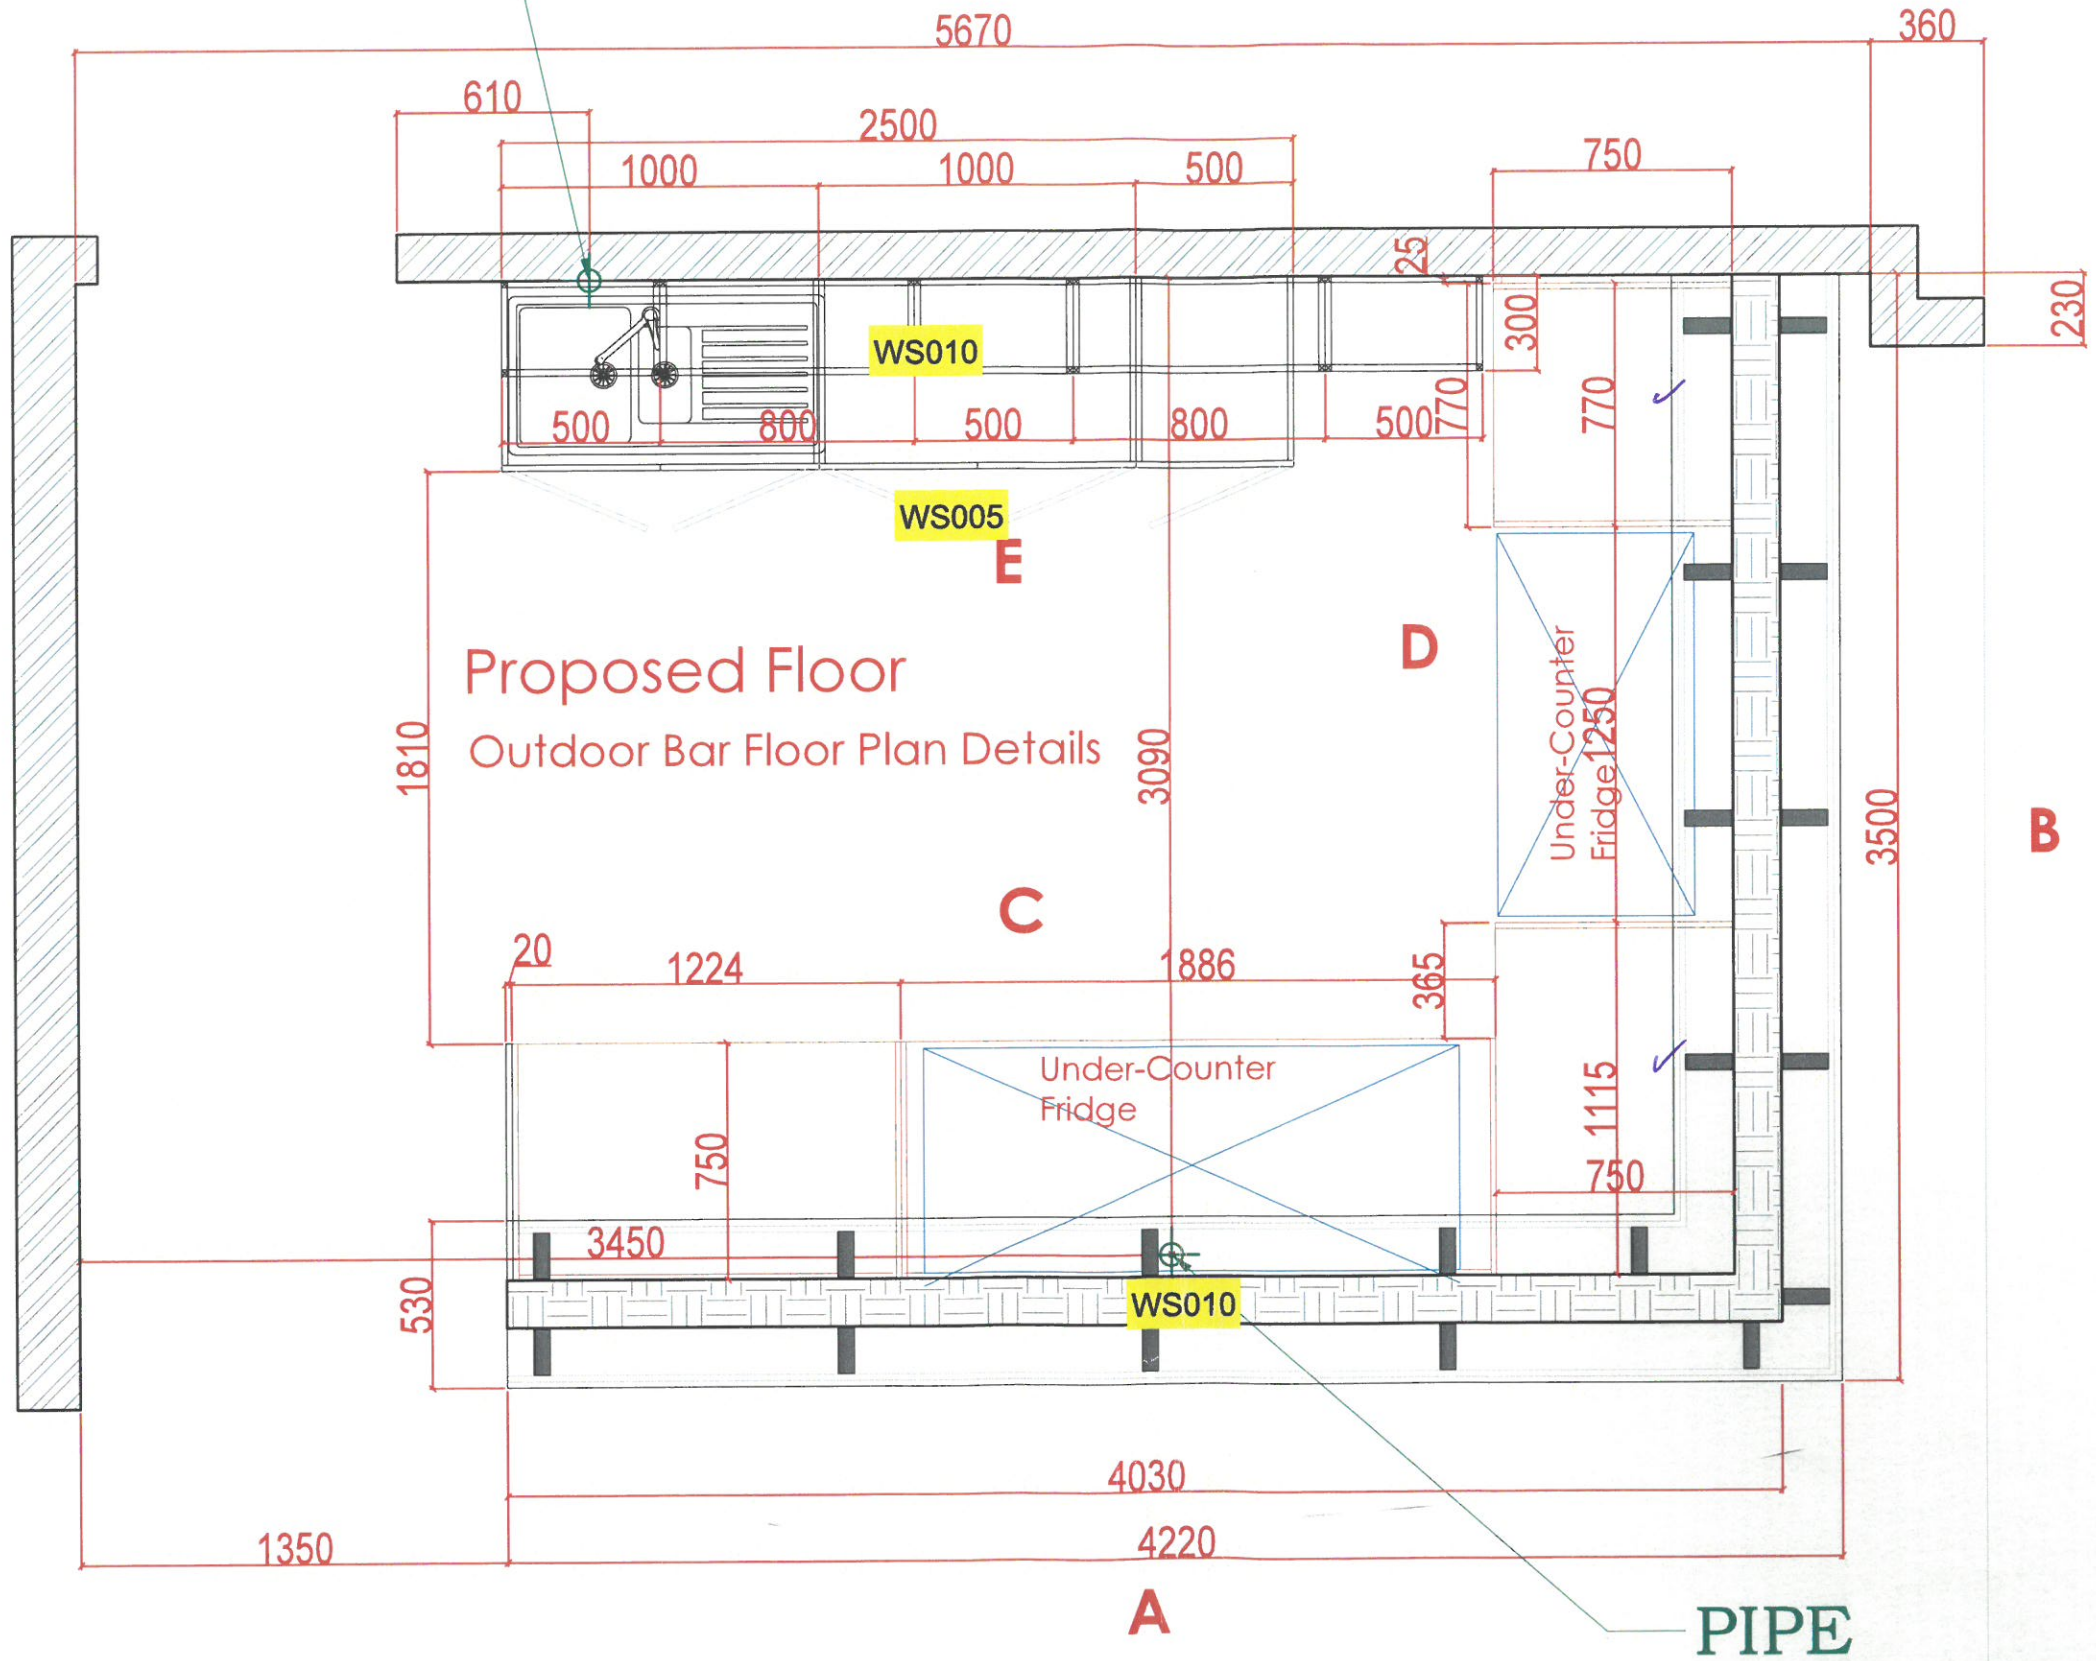 5670
360
610
2500
1000
1000
500
750
25
230
300
WS010
770
770
500
800
500
800
500
WS005
E
D
Proposed Floor
Outdoor Bar Floor Plan Details
Under-Counter
Fridge
1250
1810
3090
3500
B
C
20
1224
1886
365
Under-Counter
Fridge
1115
750
750
3450
530
WS010
4030
1350
4220
A
PIPE